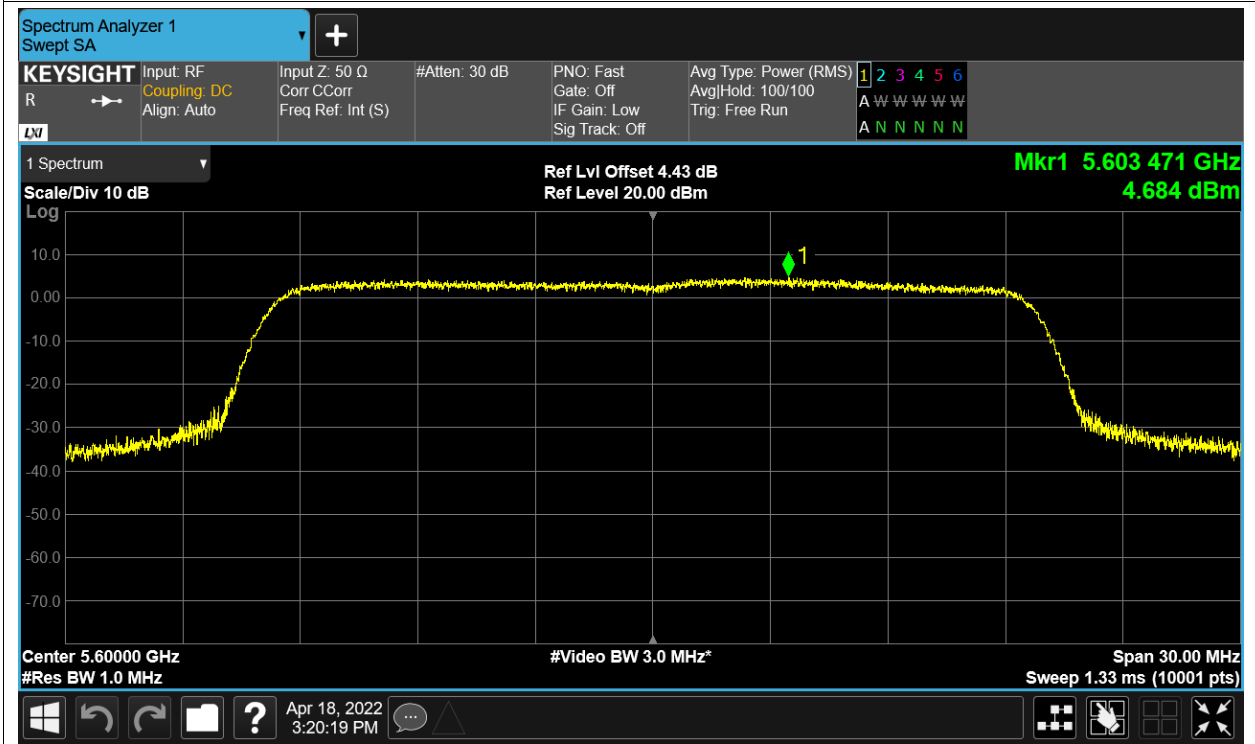 Spectrum Analyzer 1
Swept SA
+
KEYSIGHT
R
LXI
Input: RF
Coupling: DC
Align: Auto
Input Z: 50 Ω
Corr CCorr
Freq Ref: Int (S)
#Atten: 30 dB
PNO: Fast
Gate: Off
IF Gain: Low
Sig Track: Off
Avg Type: Power (RMS)
Avg|Hold: 100/100
Trig: Free Run
1 2 3 4 5 6
A W W W W W
A N N N N N
1 Spectrum
Scale/Div 10 dB
Log
Ref Lvl Offset 4.43 dB
Ref Level 20.00 dBm
Mkr1 5.603 471 GHz
4.684 dBm
1
10.0
0.00
-10.0
-20.0
-30.0
-40.0
-50.0
-60.0
-70.0
Center 5.60000 GHz
#Res BW 1.0 MHz
#Video BW 3.0 MHz*
Span 30.00 MHz
Sweep 1.33 ms (10001 pts)
?
Apr 18, 2022
3:20:19 PM